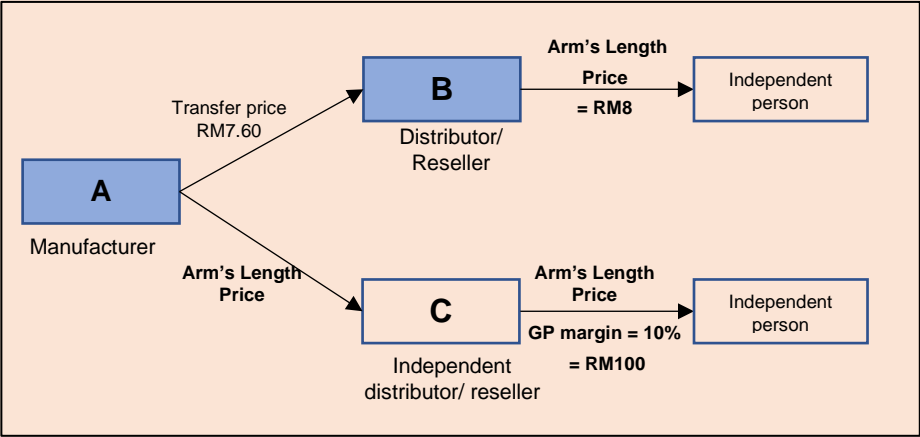 Arm’s Length
Price
= RM8
B
Independent
person
Transfer price
RM7.60
Distributor/
Reseller
A
Manufacturer
Arm’s Length
Price
C
Arm’s Length
Price
GP margin = 10%
= RM100
Independent
person
Independent
distributor/ reseller